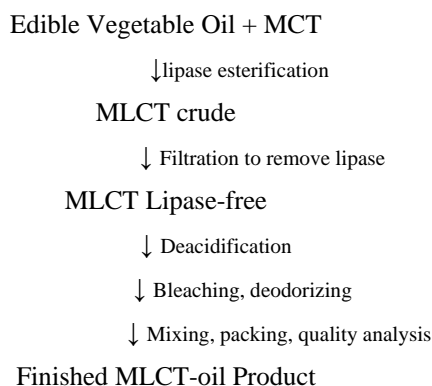 Edible Vegetable Oil + MCT
↓lipase esterification
MLCT crude
↓ Filtration to remove lipase
MLCT Lipase-free
↓ Deacidification
↓ Bleaching, deodorizing
↓ Mixing, packing, quality analysis
Finished MLCT-oil Product